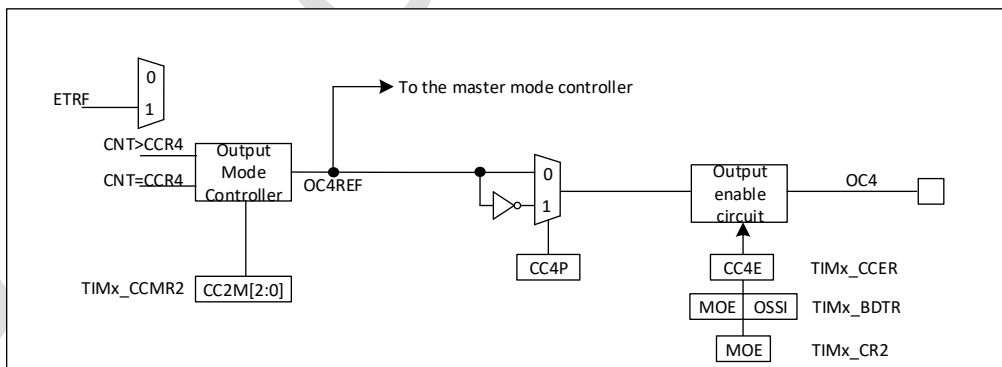 0
ETRF
1
To the master mode controller
CNT>CCR4
Output
Mode
Controller
CNT=CCR4
OC4REF
0
1
Output
enable
circuit
OC4
CC4P
CC4E
TIMx_CCER
TIMx_CCMR2
CC2M[2:0]
MOE
OSSI
TIMx_BDTR
MOE
TIMx_CR2